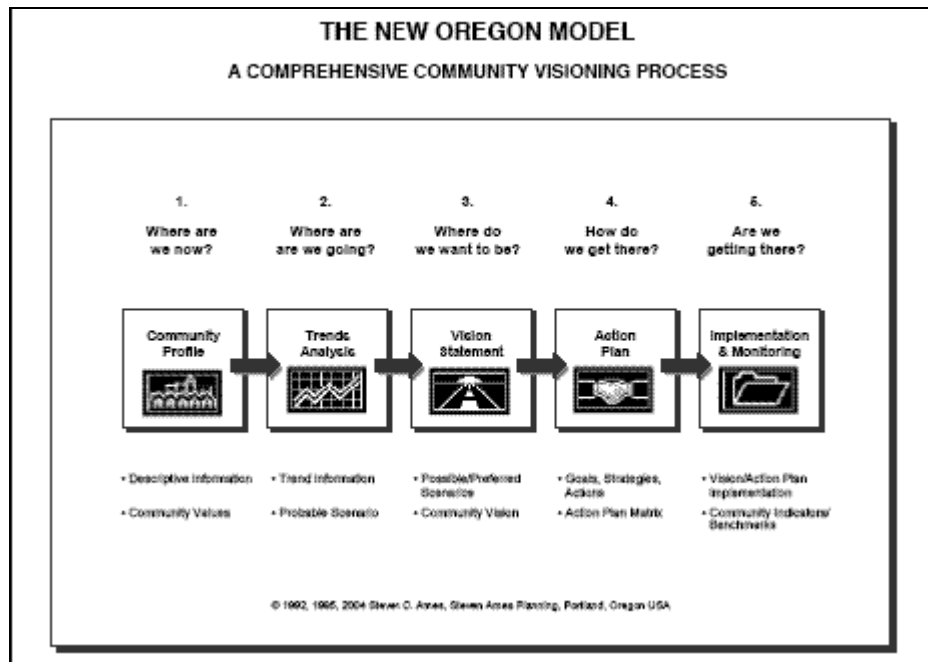 THE NEW OREGON MODEL
A COMPREHENSIVE COMMUNITY VISIONING PROCESS
1.
Where are
we now?
2.
Where are
are we going?
3.
Where do
we want to be?
4.
How do
we get there?
5.
Are we
getting there?
Community
Profile
Trends
Analysis
Vision
Statement
Action
Plan
Implementation
& Monitoring
• Descriptive Information
• Community Values
• Trend Information
• Probable Scenario
• Possible/Preferred
Scenarios
• Community Vision
• Goals, Strategies,
Actions
• Action Plan Matrix
• Vision/Action Plan
Implementation
• Community Indicators/
Benchmarks
© 1992, 1995, 2004 Steven C. Ames, Steven Ames Planning, Portland, Oregon USA